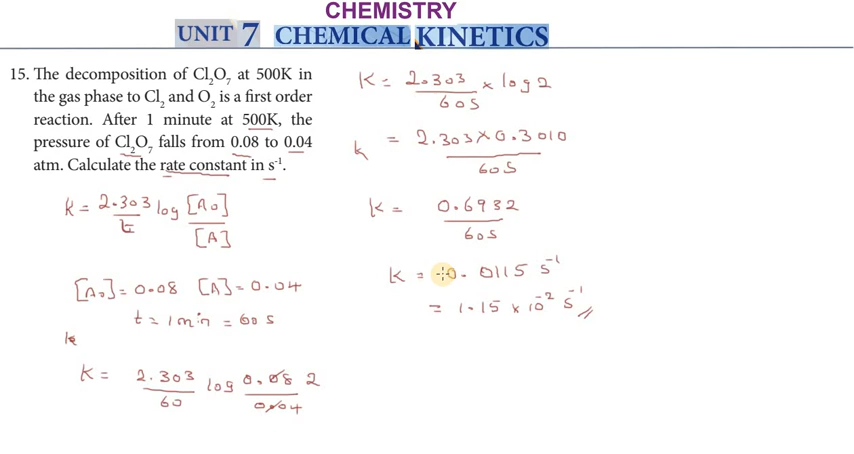 CHEMISTRY
UNIT 7 CHEMICAL KINETICS
15. The decomposition of Cl₂O₇ at 500K in
the gas phase to Cl₂ and O₂ is a first order
reaction. After 1 minute at 500K, the
pressure of Cl₂O₇ falls from 0.08 to 0.04
atm. Calculate the rate constant in s⁻¹.
k = 2.303/t log [A₀]/[A]
[A₀] = 0.08 [A] = 0.04
t = 1 min = 60 s
k
k = 2.303/60 log 0.08/0.04 2
k = 2.303/60s × log 2
k = 2.303 × 0.3010/60s
k = 0.6932/60s
k = 0.0115 s⁻¹
= 1.15 × 10⁻² s⁻¹ //